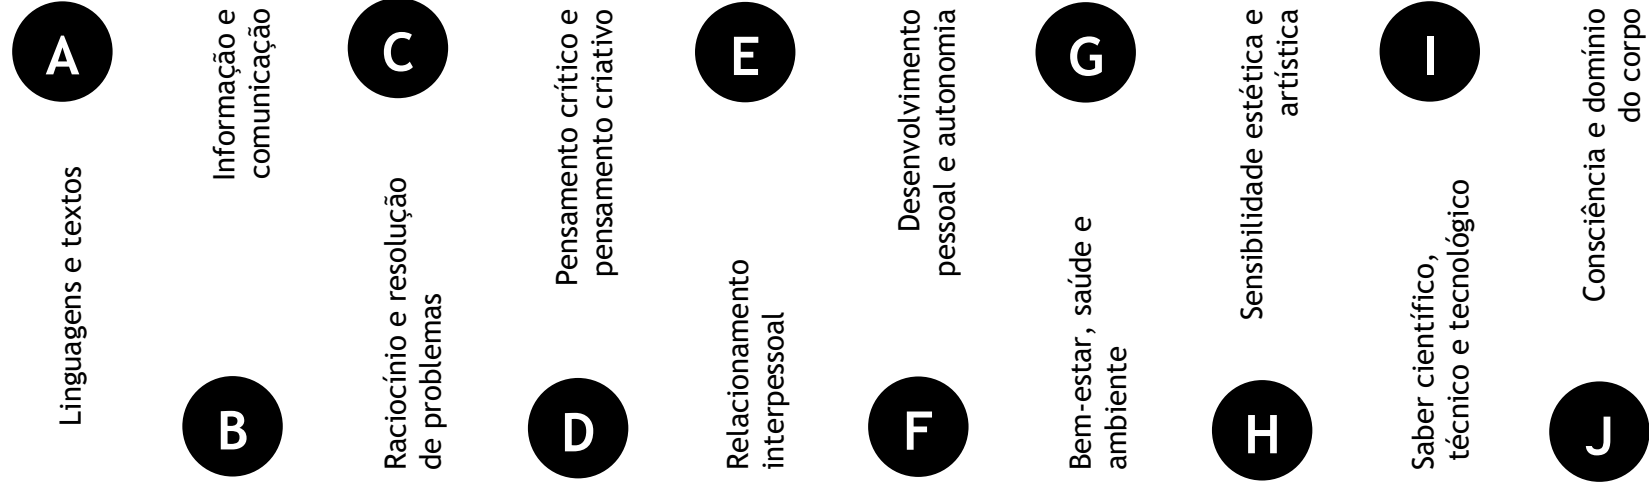 A
Linguagens e textos
B
Informação e
comunicação
C
Raciocínio e resolução
de problemas
D
Pensamento crítico e
pensamento criativo
E
Relacionamento
interpessoal
F
Desenvolvimento
pessoal e autonomia
G
Bem-estar, saúde e
ambiente
H
Sensibilidade estética e
artística
I
Saber científico,
técnico e tecnológico
J
Consciência e domínio
do corpo